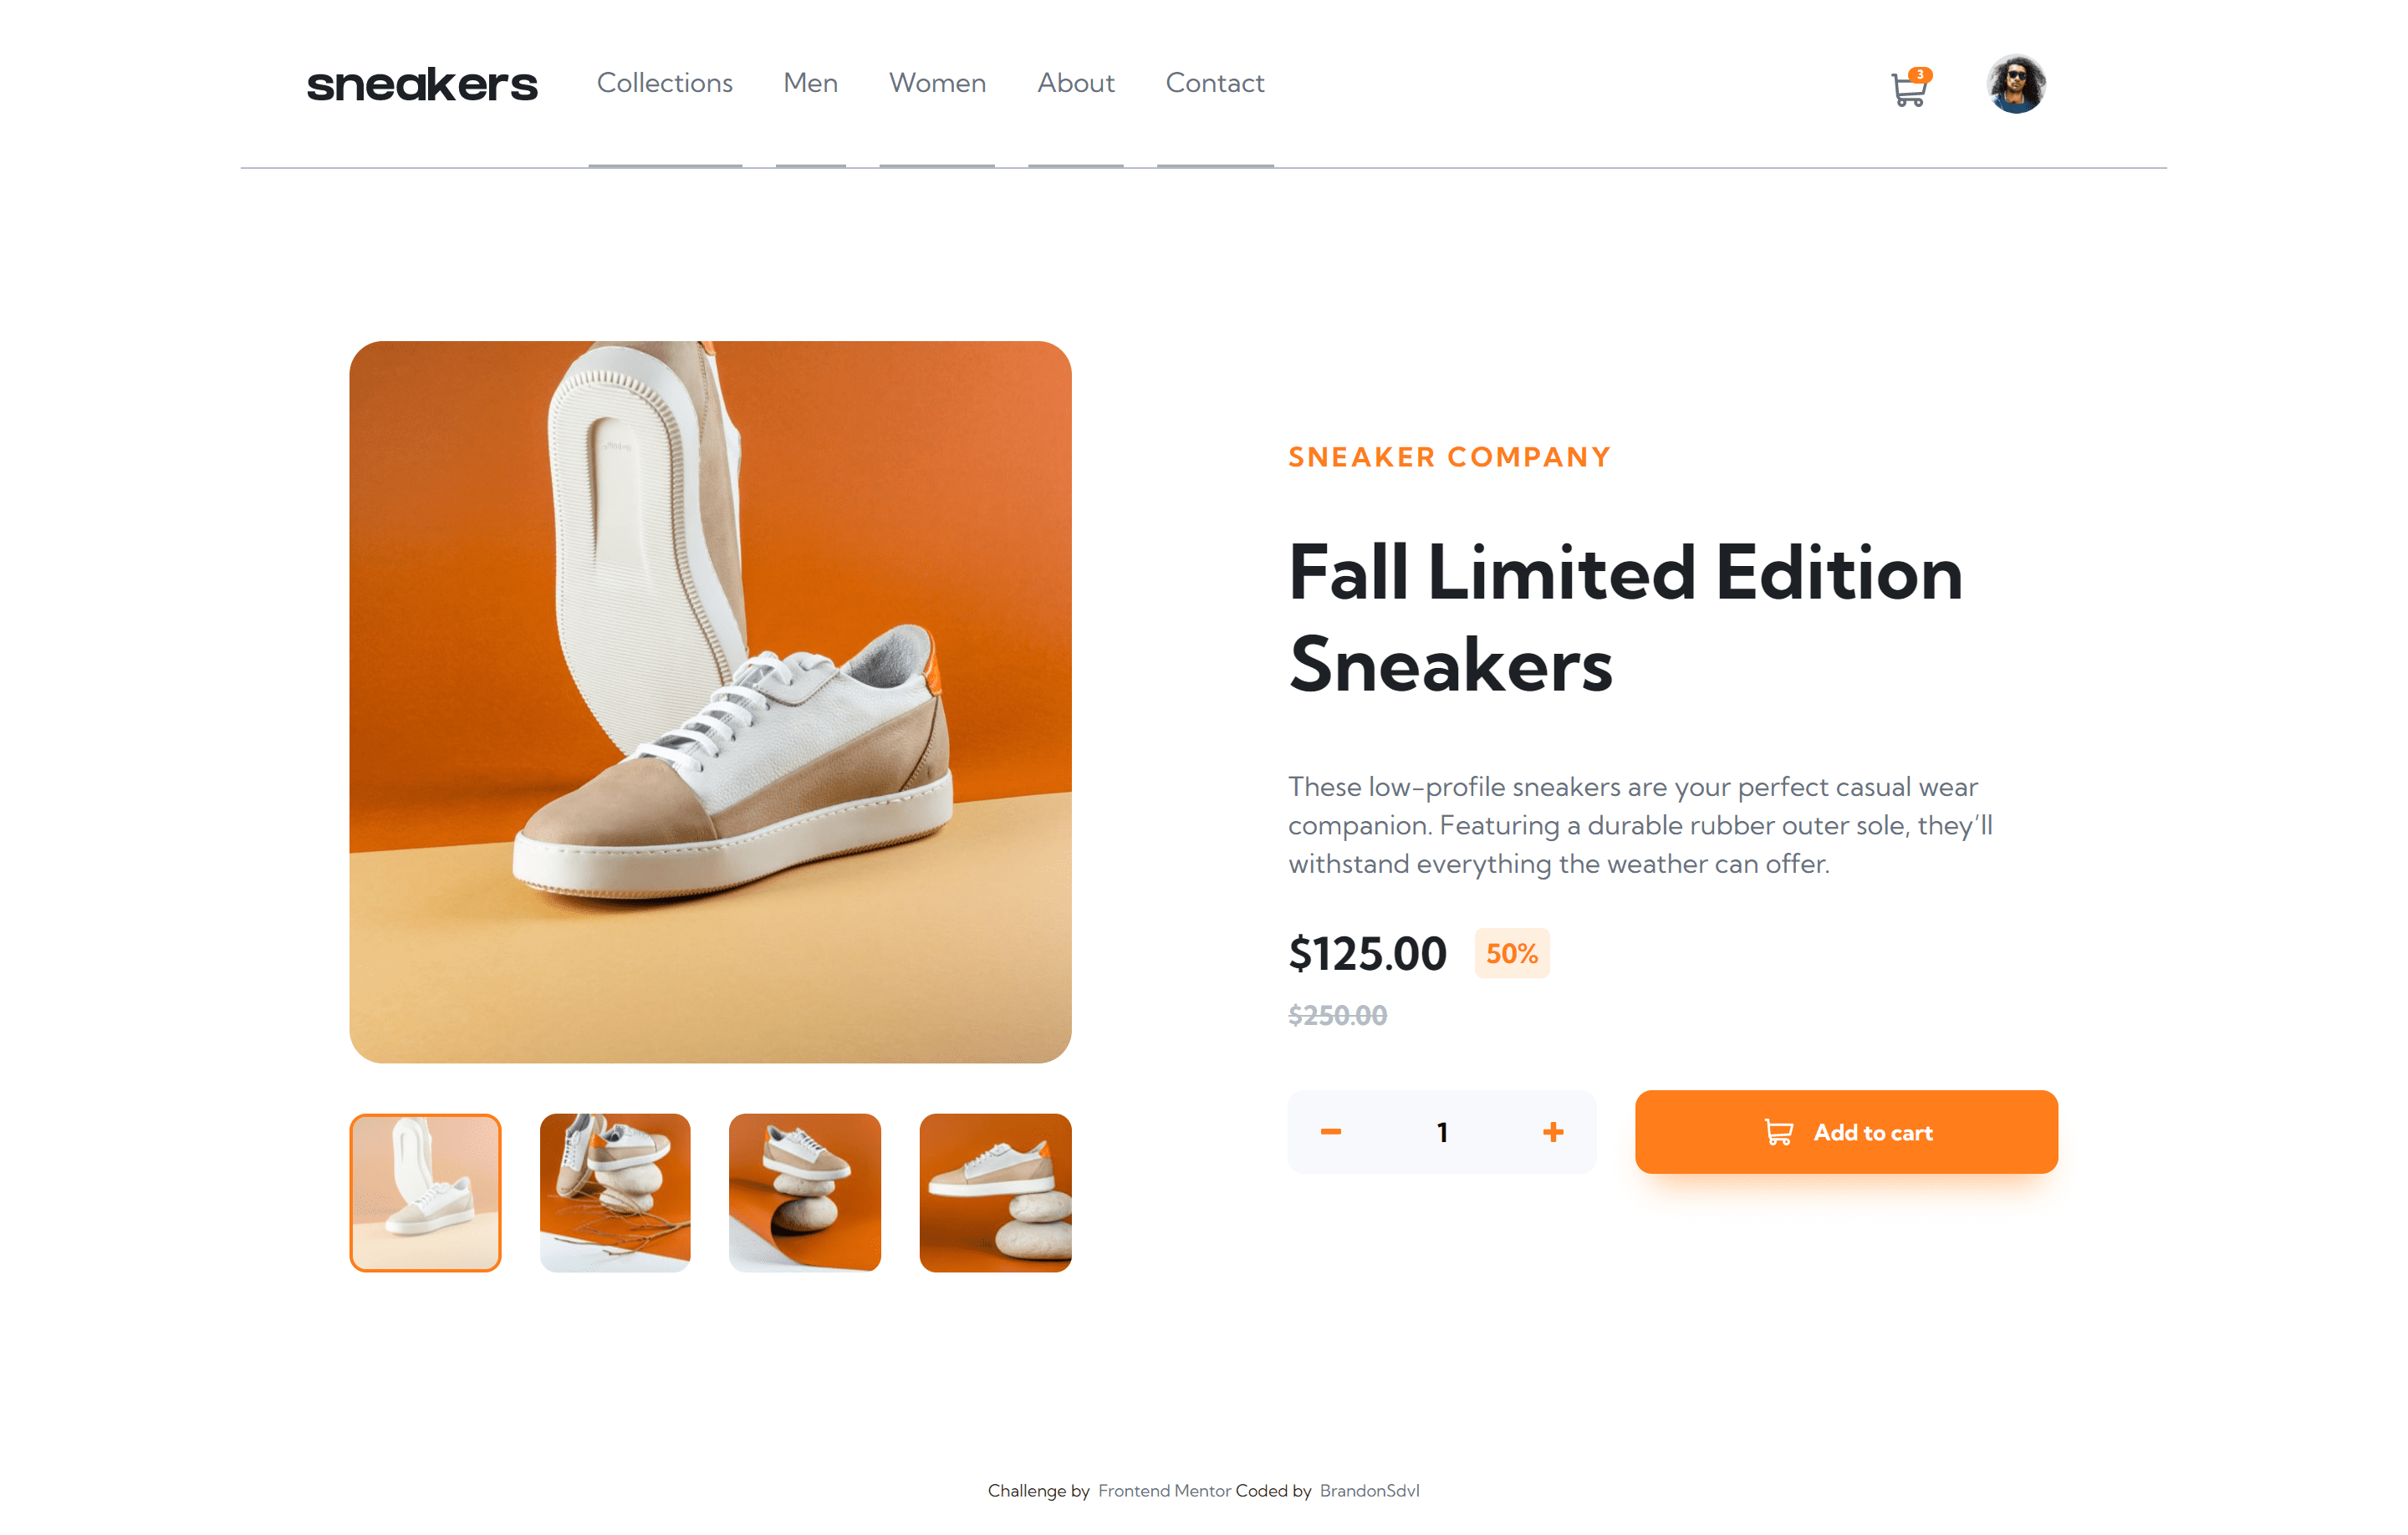 sneakers
Collections
Men
Women
About
Contact
3
SNEAKER COMPANY
Fall Limited Edition
Sneakers
These low-profile sneakers are your perfect casual wear
companion. Featuring a durable rubber outer sole, they'll
withstand everything the weather can offer.
$125.00
50%
$250.00
1
Add to cart
Challenge by Frontend Mentor Coded by BrandonSdvl